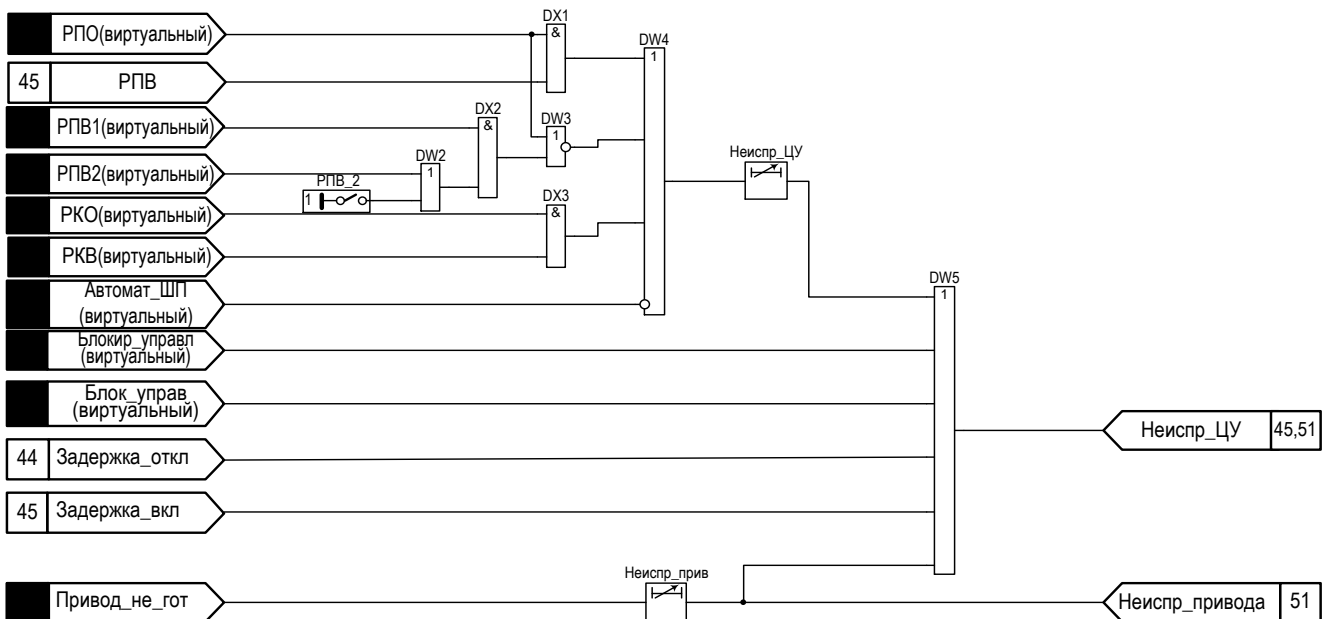 DX1
РПО(виртуальный)
&
DW4
1
45 РПВ
РПВ1(виртуальный)
DX2
&
DW3
1
Неиспр_ЦУ
РПВ2(виртуальный)
DW2
1
РПВ_2
1
DX3
&
РКО(виртуальный)
РКВ(виртуальный)
Автомат_ШП
(виртуальный)
DW5
1
Блокир_управл
(виртуальный)
Блок_управ
(виртуальный)
Неиспр_ЦУ 45,51
44 Задержка_откл
45 Задержка_вкл
Неиспр_прив
Привод_не_гот
Неиспр_привода 51